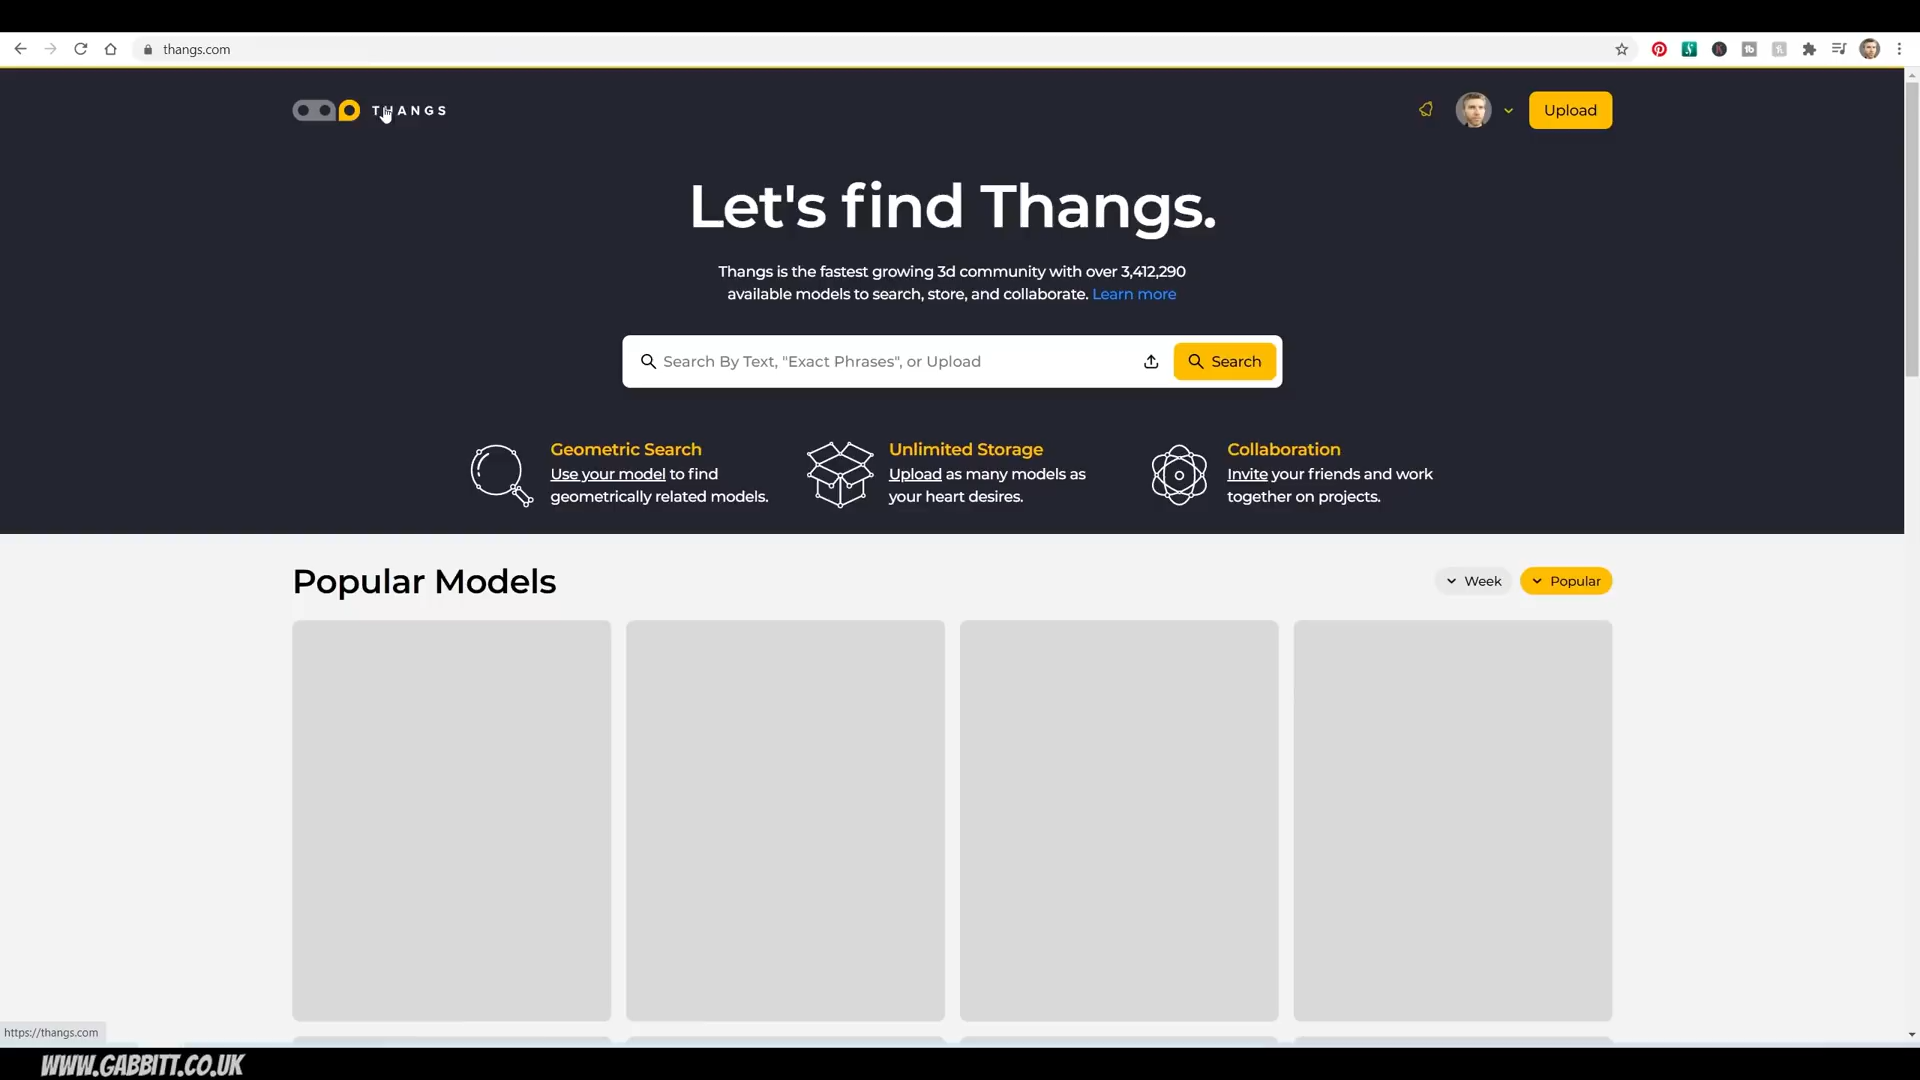 thangs.com
THANGS
Upload
Let's find Thangs.
Thangs is the fastest growing 3d community with over 3,412,290
available models to search, store, and collaborate. Learn more
Search By Text, "Exact Phrases", or Upload
Search
Geometric Search
Use your model to find
geometrically related models.
Unlimited Storage
Upload as many models as
your heart desires.
Collaboration
Invite your friends and work
together on projects.
Popular Models
Week
Popular
https://thangs.com
WWW.GABBITT.CO.UK